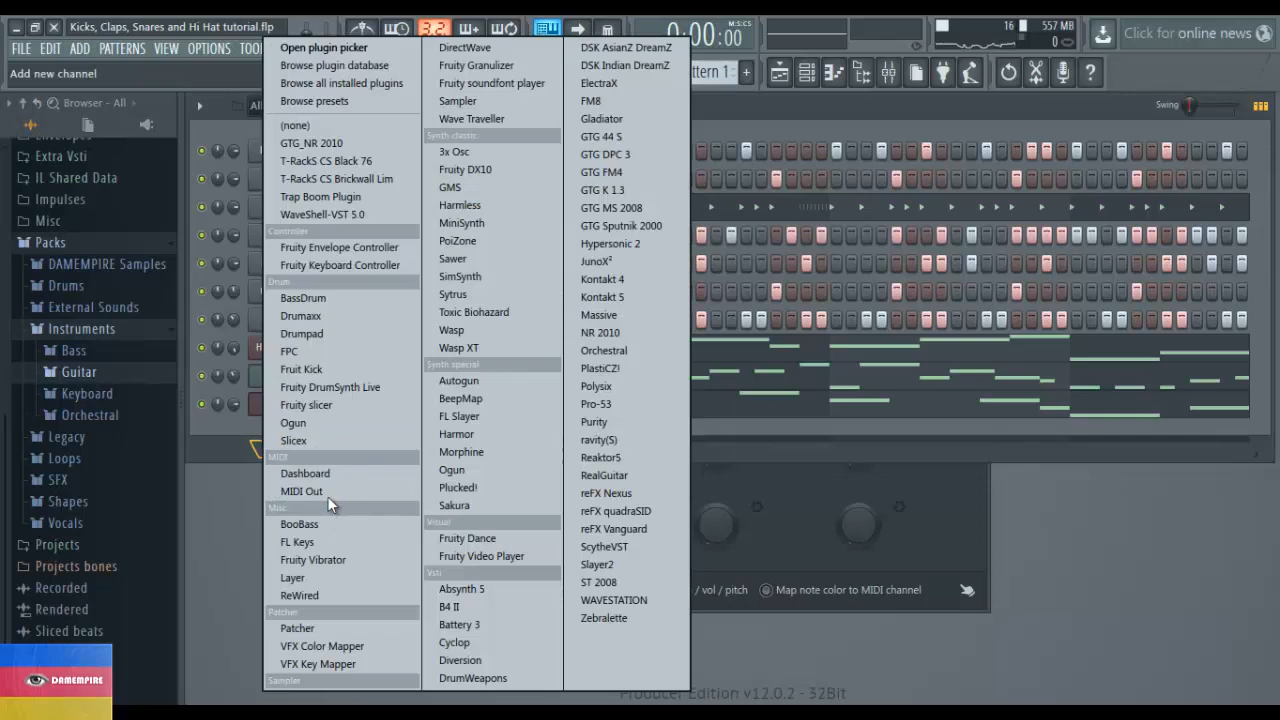 Kicks, Claps, Snares and Hi Hat tutorial.flp
3.2
0:00:00
M:S:CS
16
557 MB
0
Click for online news
FILE EDIT ADD PATTERNS VIEW OPTIONS
Add new channel
Browser - All
Extra Vsti
IL Shared Data
Impulses
Misc
Packs
DAMEMPIRE Samples
Drums
External Sounds
Instruments
Bass
Guitar
Keyboard
Orchestral
Legacy
Loops
SFX
Shapes
Vocals
Projects
Projects bones
Recorded
Rendered
Sliced beats
DAMEMPIRE
Open plugin picker
Browse plugin database
Browse all installed plugins
Browse presets
(none)
GTG_NR 2010
T-RackS CS Black 76
T-RackS CS Brickwall Lim
Trap Boom Plugin
WaveShell-VST 5.0
Controller
Fruity Envelope Controller
Fruity Keyboard Controller
Drum
BassDrum
Drumaxx
Drumpad
FPC
Fruit Kick
Fruity DrumSynth Live
Fruity slicer
Ogun
Slicex
MIDI
Dashboard
MIDI Out
Misc
BooBass
FL Keys
Fruity Vibrator
Layer
ReWired
Patcher
Patcher
VFX Color Mapper
VFX Key Mapper
Sampler
DirectWave
Fruity Granulizer
Fruity soundfont player
Sampler
Wave Traveller
Synth classic
3x Osc
Fruity DX10
GMS
Harmless
MiniSynth
PoiZone
Sawer
SimSynth
Sytrus
Toxic Biohazard
Wasp
Wasp XT
Synth special
Autogun
BeepMap
FL Slayer
Harmor
Morphine
Ogun
Plucked!
Sakura
Visual
Fruity Dance
Fruity Video Player
Vsti
Absynth 5
B4 II
Battery 3
Cyclop
Diversion
DrumWeapons
DSK AsianZ DreamZ
DSK Indian DreamZ
ElectraX
FM8
Gladiator
GTG 44 S
GTG DPC 3
GTG FM4
GTG K 1.3
GTG MS 2008
GTG Sputnik 2000
Hypersonic 2
JunoX²
Kontakt 4
Kontakt 5
Massive
NR 2010
Orchestral
PlastiCZ!
Polysix
Pro-53
Purity
ravity(S)
Reaktor5
RealGuitar
reFX Nexus
reFX quadraSID
reFX Vanguard
ScytheVST
Slayer2
ST 2008
WAVESTATION
Zebralette
Swing
/ vol / pitch
Map note color to MIDI channel
Producer Edition v12.0.2 - 32Bit